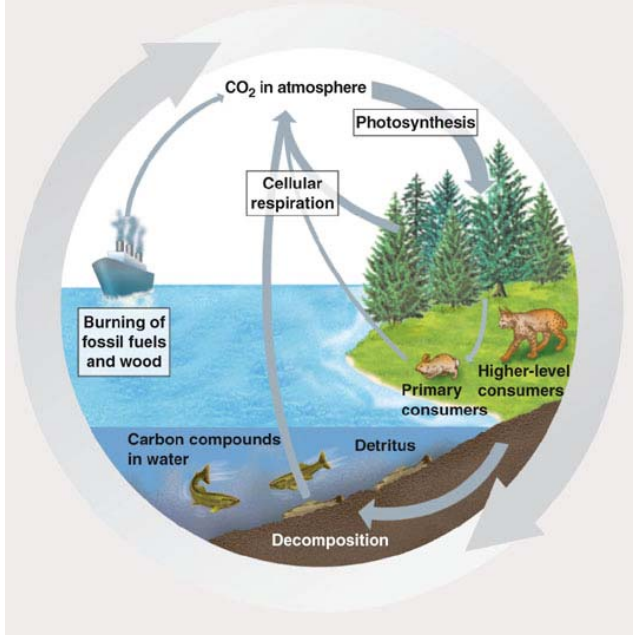 CO₂ in atmosphere
Photosynthesis
Cellular
respiration
Burning of
fossil fuels
and wood
Higher-level
consumers
Primary
consumers
Carbon compounds
in water
Detritus
Decomposition